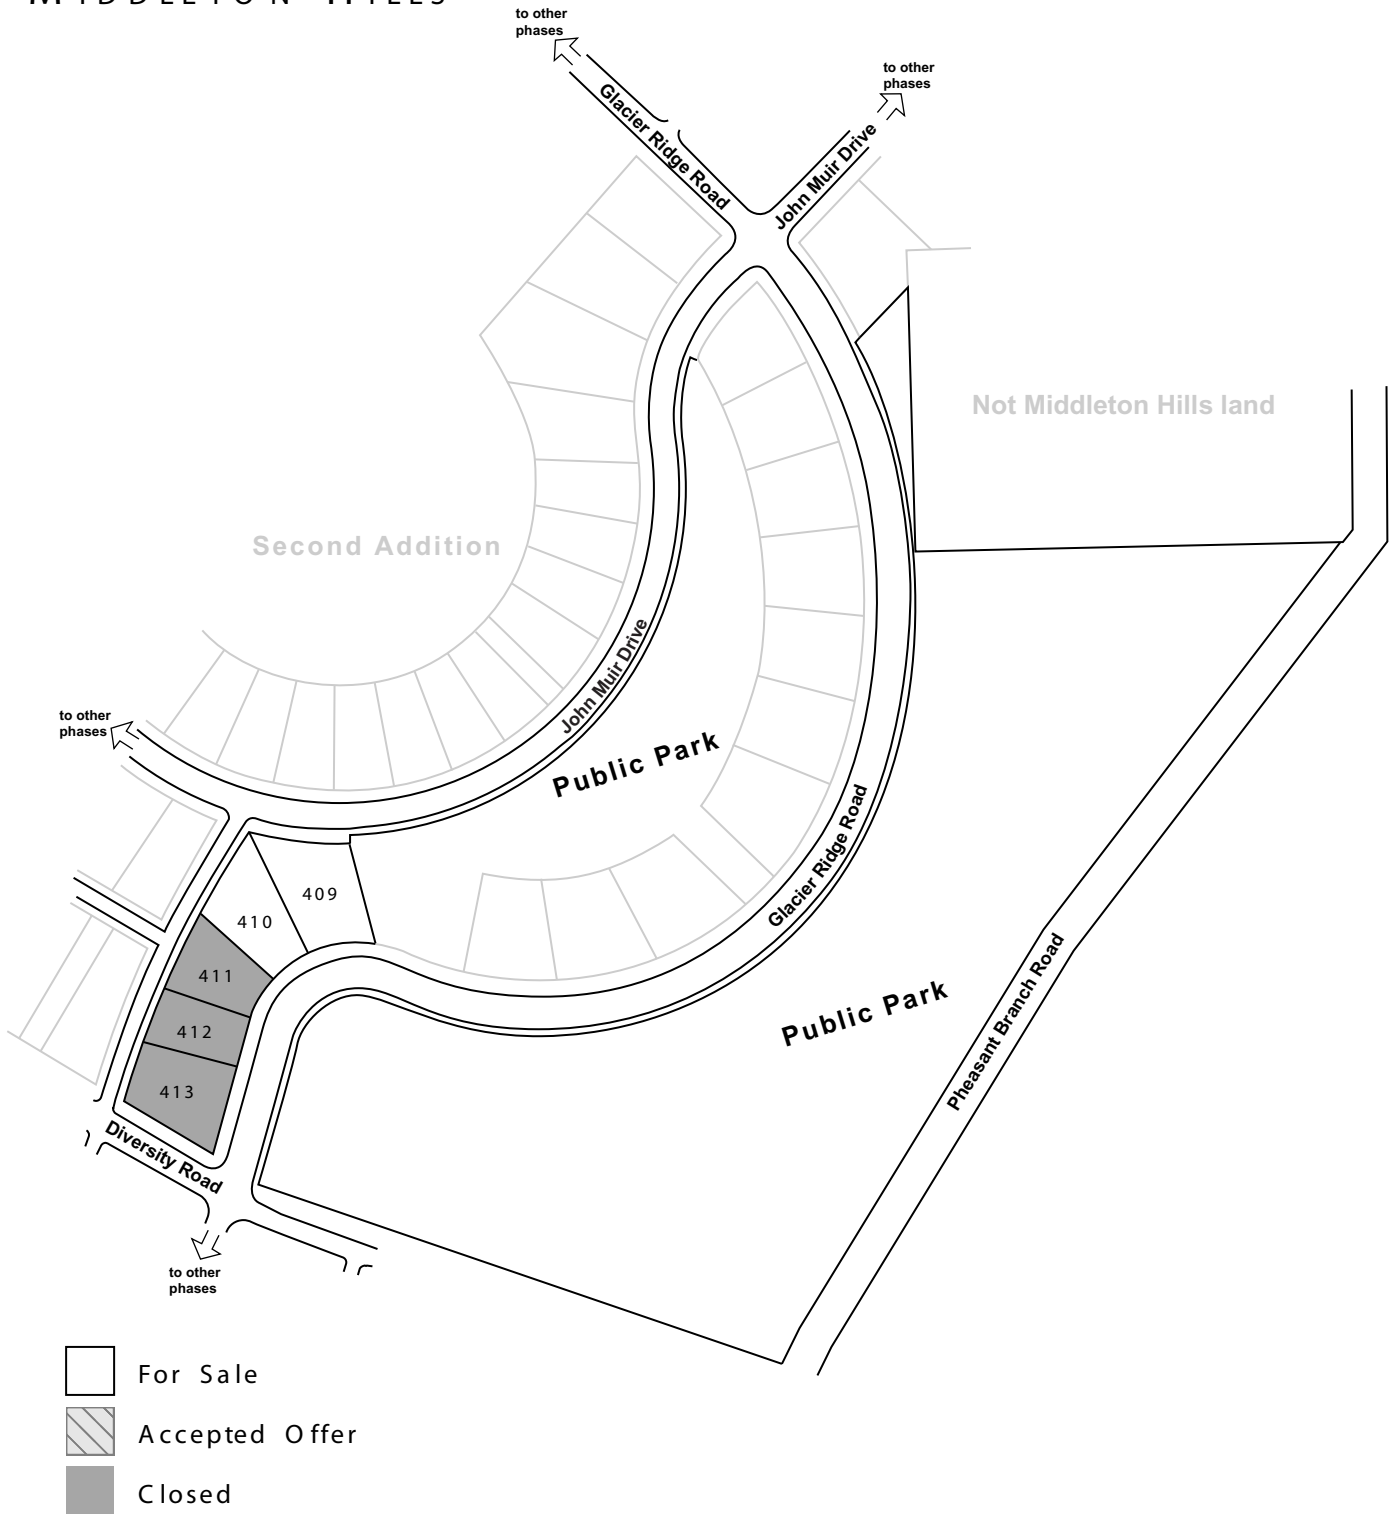 MIDDLETON HILLS
to other
phases
to other
phases
Glacier Ridge Road
John Muir Drive
Not Middleton Hills land
Second Addition
John Muir Drive
to other
phases
Public Park
Glacier Ridge Road
409
410
411
412
413
Public Park
Pheasant Branch Road
Diversity Road
to other
phases
For Sale
Accepted Offer
Closed